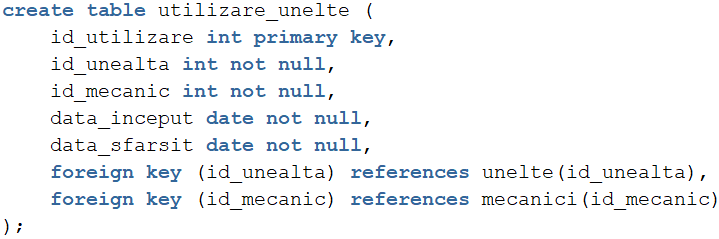 create table utilizare_unelte (
    id_utilizare int primary key,
    id_unealta int not null,
    id_mecanic int not null,
    data_inceput date not null,
    data_sfarsit date not null,
    foreign key (id_unealta) references unelte(id_unealta),
    foreign key (id_mecanic) references mecanici(id_mecanic)
);